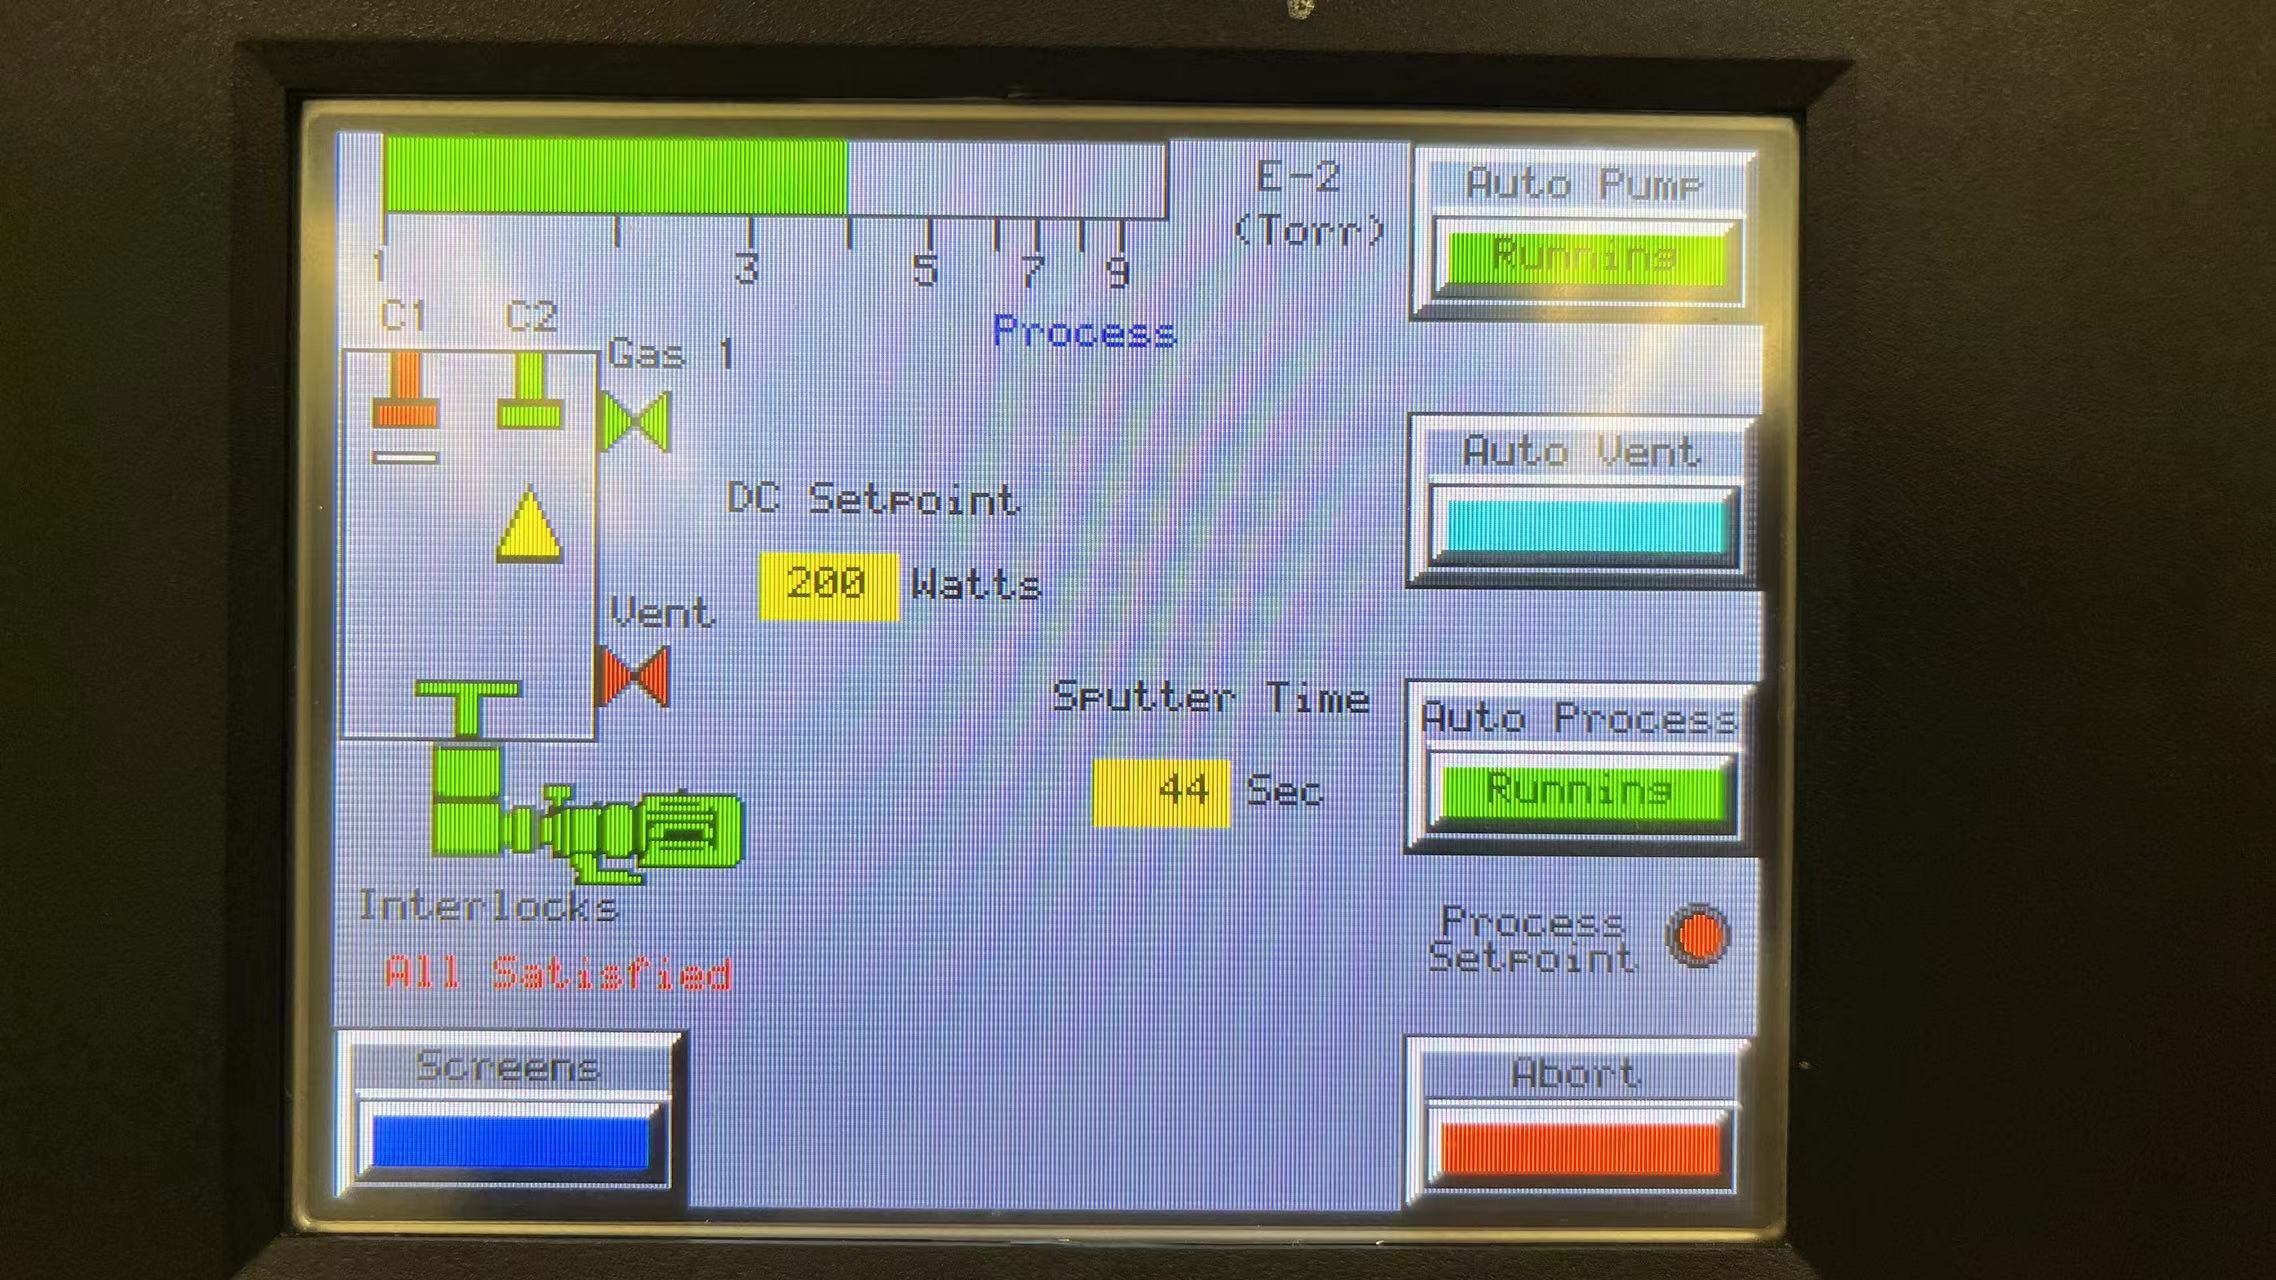 E-2
(Torr)
1 3 5 7 9
Auto Pump
Running
C1 C2
Gas 1
Process
Auto Vent
DC Setpoint
200 Watts
Vent
Sputter Time
44 Sec
Auto Process
Running
Interlocks
All Satisfied
Process
Setpoint
Screens
Abort